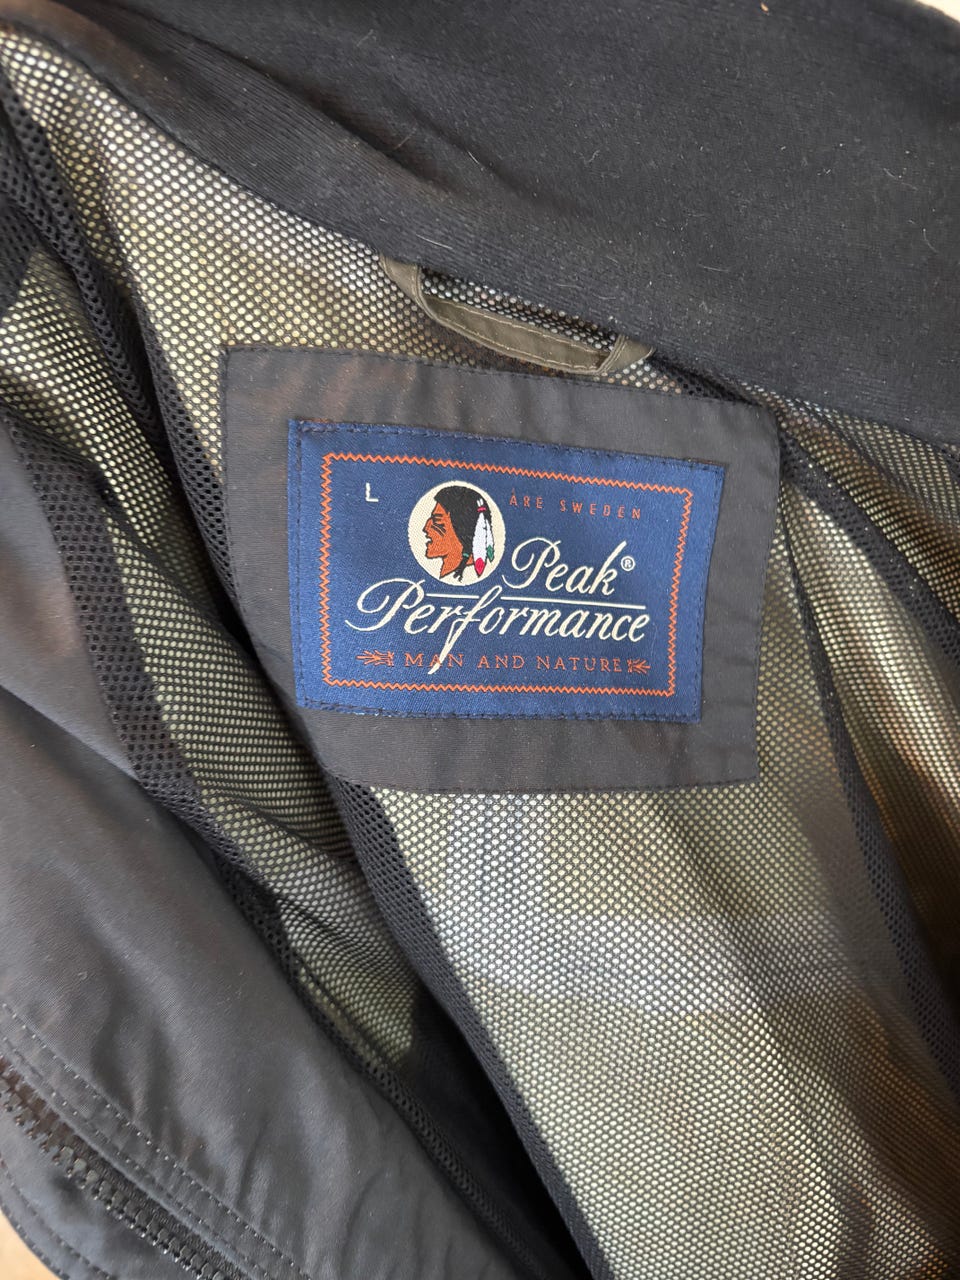 L
ÅRE SWEDEN
Peak®
Performance
MAN AND NATURE